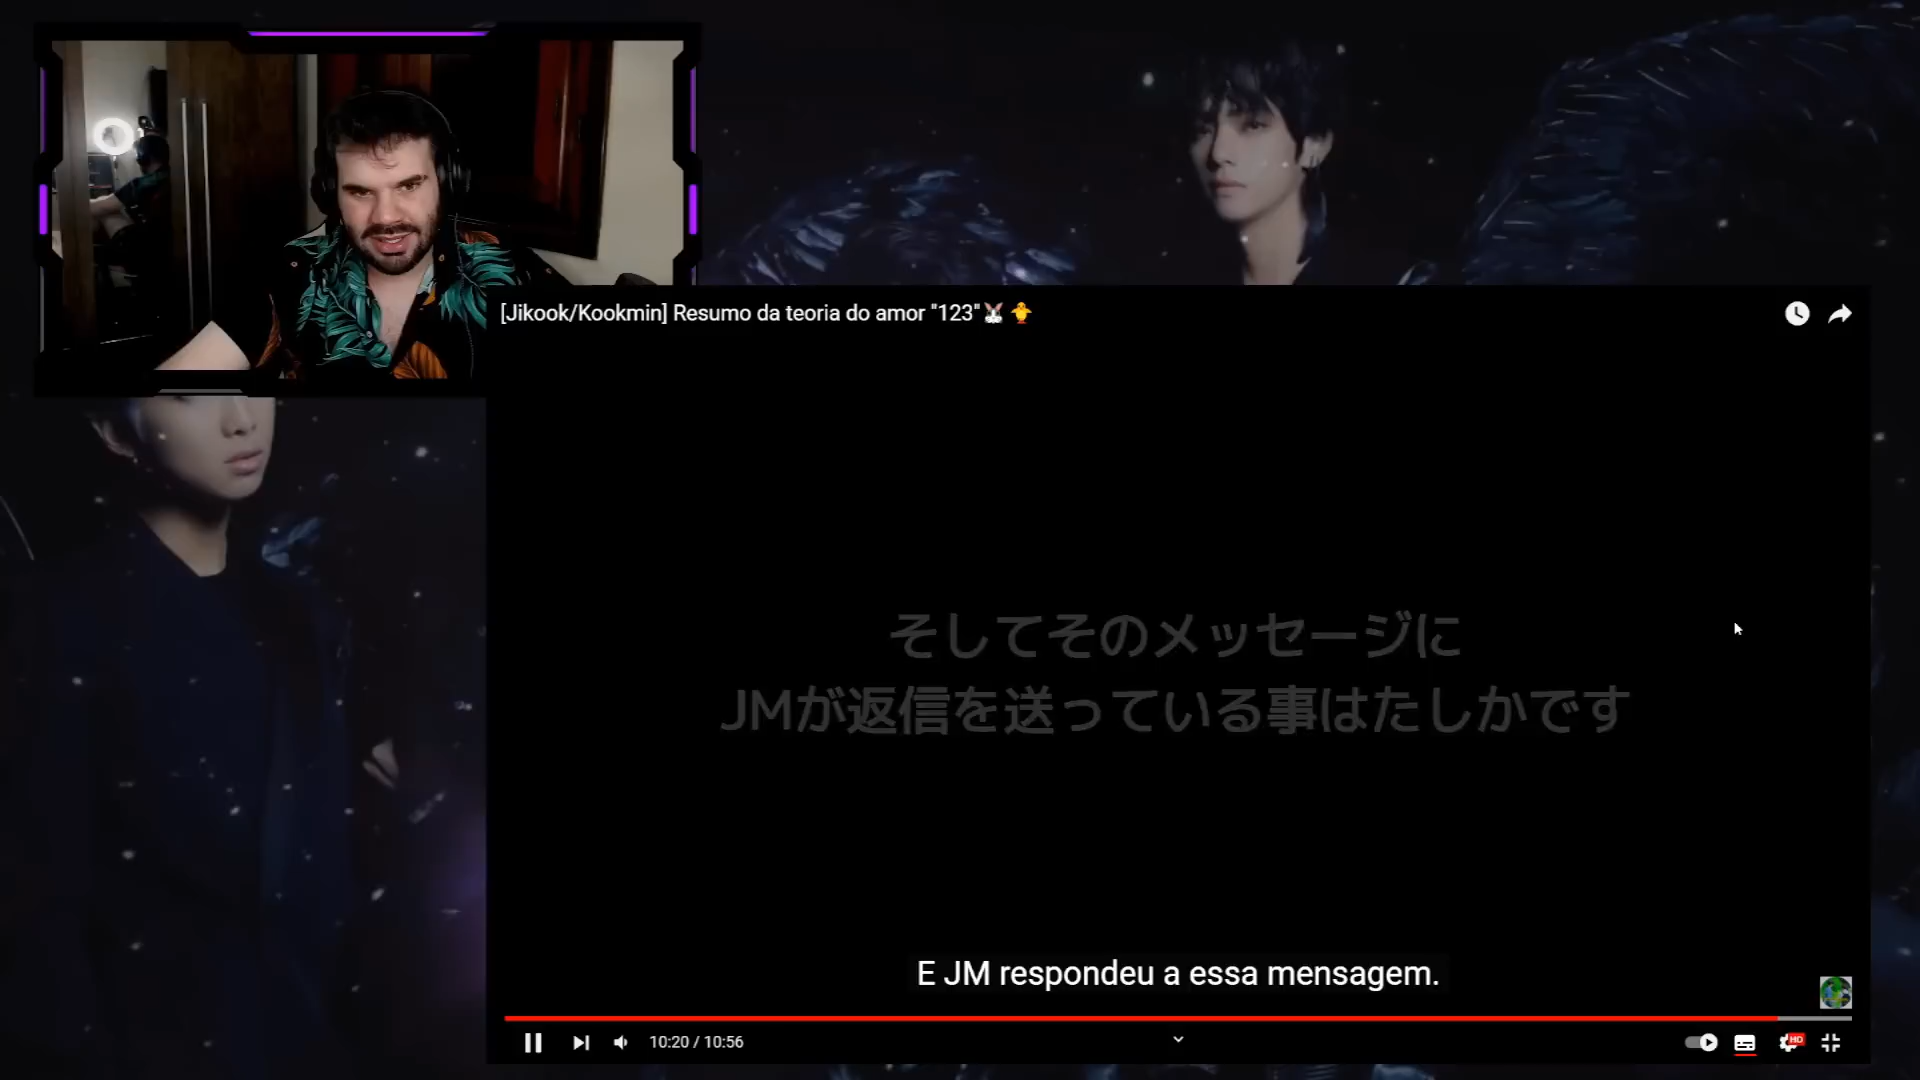 [Jikook/Kookmin] Resumo da teoria do amor "123"🐰🐥
そしてそのメッセージに
JMが返信を送っている事はたしかです
E JM respondeu a essa mensagem.
10:20 / 10:56
HD